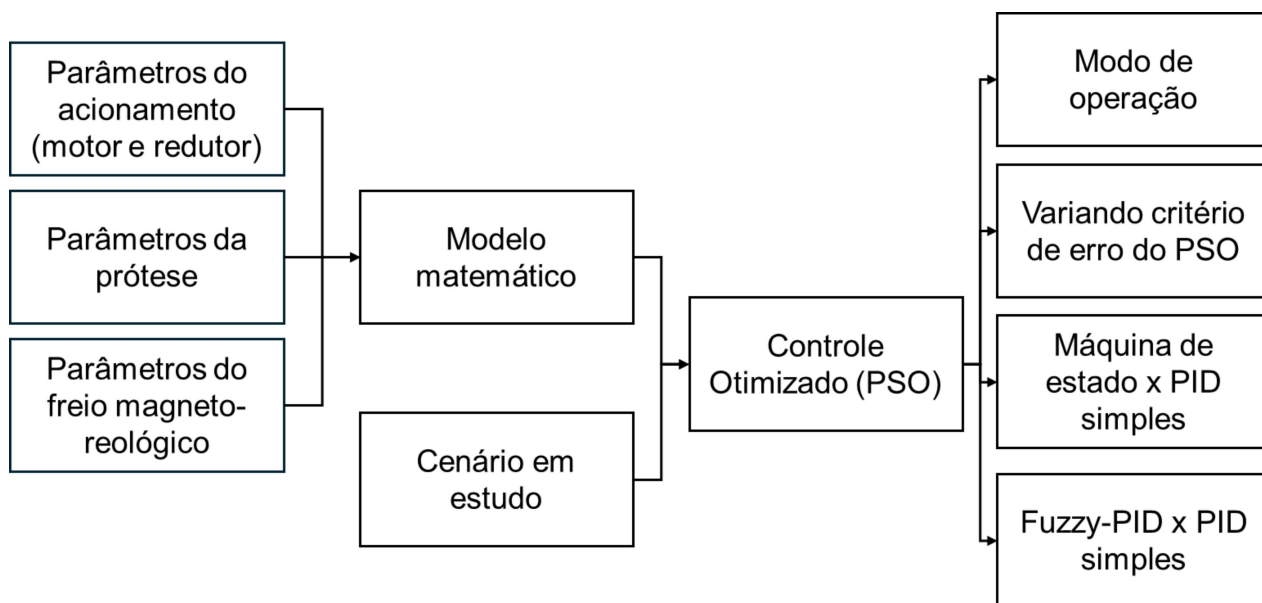 Parâmetros do
acionamento
(motor e redutor)
Parâmetros da
prótese
Parâmetros do
freio magneto-
reológico
Modelo
matemático
Cenário em
estudo
Controle
Otimizado (PSO)
Modo de
operação
Variando critério
de erro do PSO
Máquina de
estado x PID
simples
Fuzzy-PID x PID
simples